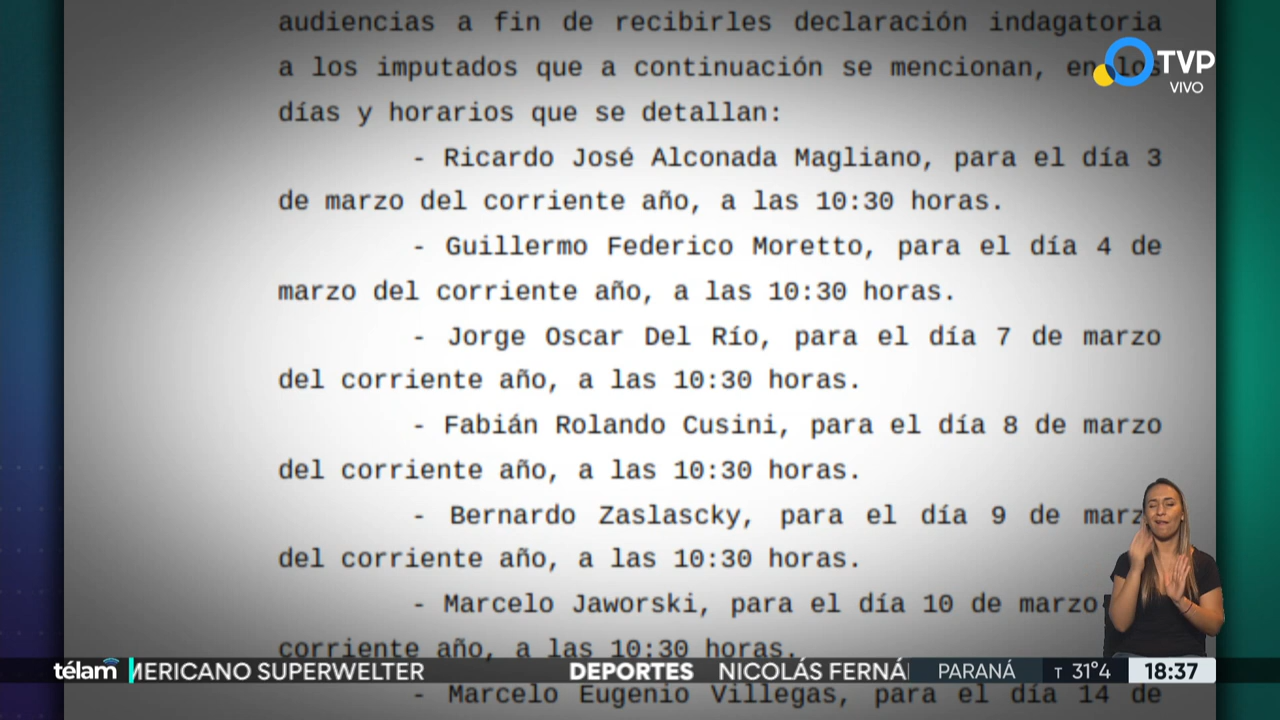 audiencias a fin de recibirles declaración indagatoria
a los imputados que a continuación se mencionan, en los
días y horarios que se detallan:
- Ricardo José Alconada Magliano, para el día 3
de marzo del corriente año, a las 10:30 horas.
- Guillermo Federico Moretto, para el día 4 de
marzo del corriente año, a las 10:30 horas.
- Jorge Oscar Del Río, para el día 7 de marzo
del corriente año, a las 10:30 horas.
- Fabián Rolando Cusini, para el día 8 de marzo
del corriente año, a las 10:30 horas.
- Bernardo Zaslascky, para el día 9 de marzo
del corriente año, a las 10:30 horas.
- Marcelo Jaworski, para el día 10 de marzo
corriente año, a las 10:30 horas.
- Marcelo Eugenio Villegas, para el día 14 de
TVP
VIVO
télam MERICANO SUPERWELTER DEPORTES NICOLÁS FERNÁ PARANÁ T 31°4 18:37